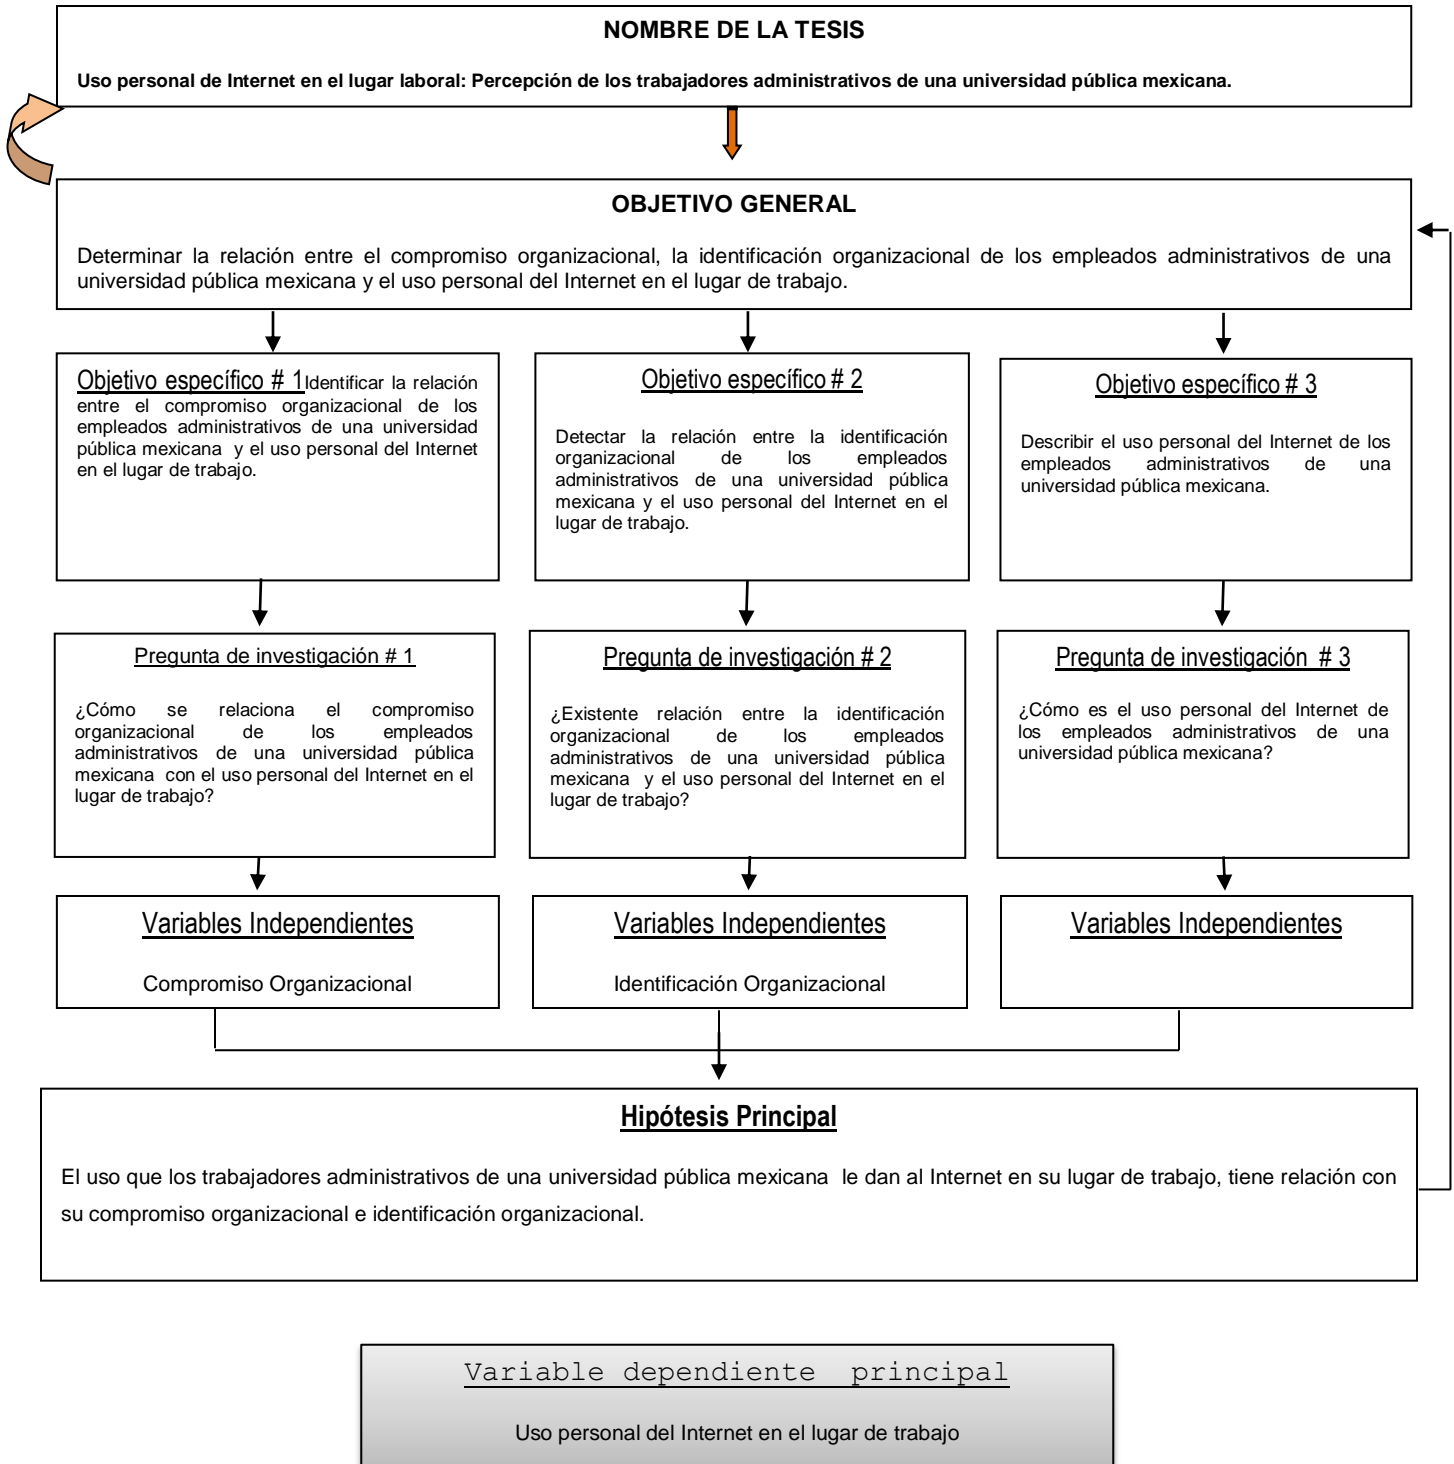 NOMBRE DE LA TESIS
Uso personal de Internet en el lugar laboral: Percepción de los trabajadores administrativos de una universidad pública mexicana.
OBJETIVO GENERAL
Determinar la relación entre el compromiso organizacional, la identificación organizacional de los empleados administrativos de una
universidad pública mexicana y el uso personal del Internet en el lugar de trabajo.
Objetivo específico # 1Identificar la relación
entre el compromiso organizacional de los
empleados administrativos de una universidad
pública mexicana y el uso personal del Internet
en el lugar de trabajo.
Objetivo específico # 2
Detectar la relación entre la identificación
organizacional de los empleados
administrativos de una universidad pública
mexicana y el uso personal del Internet en el
lugar de trabajo.
Objetivo específico # 3
Describir el uso personal del Internet de los
empleados administrativos de una
universidad pública mexicana.
Pregunta de investigación # 1
¿Cómo se relaciona el compromiso
organizacional de los empleados
administrativos de una universidad pública
mexicana con el uso personal del Internet en el
lugar de trabajo?
Pregunta de investigación # 2
¿Existente relación entre la identificación
organizacional de los empleados
administrativos de una universidad pública
mexicana y el uso personal del Internet en el
lugar de trabajo?
Pregunta de investigación # 3
¿Cómo es el uso personal del Internet de
los empleados administrativos de una
universidad pública mexicana?
Variables Independientes
Compromiso Organizacional
Variables Independientes
Identificación Organizacional
Variables Independientes
Hipótesis Principal
El uso que los trabajadores administrativos de una universidad pública mexicana le dan al Internet en su lugar de trabajo, tiene relación con
su compromiso organizacional e identificación organizacional.
Variable dependiente principal
Uso personal del Internet en el lugar de trabajo